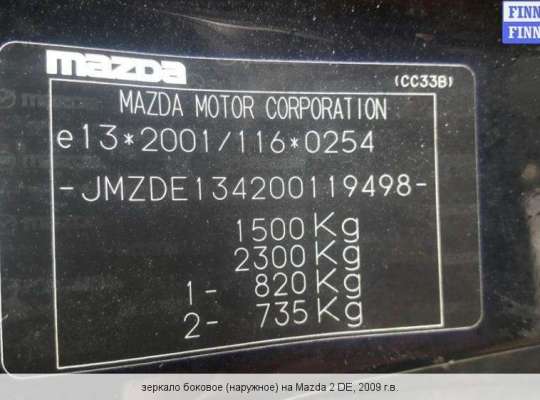 FINN
FINN
mazda
(CC33B)
MAZDA MOTOR CORPORATION
e13*2001/116*0254
-JMZDE134200119498-
1500Kg
2300Kg
1- 820Kg
2- 735Kg
зеркало боковое (наружное) на Mazda 2 DE, 2009 г.в.